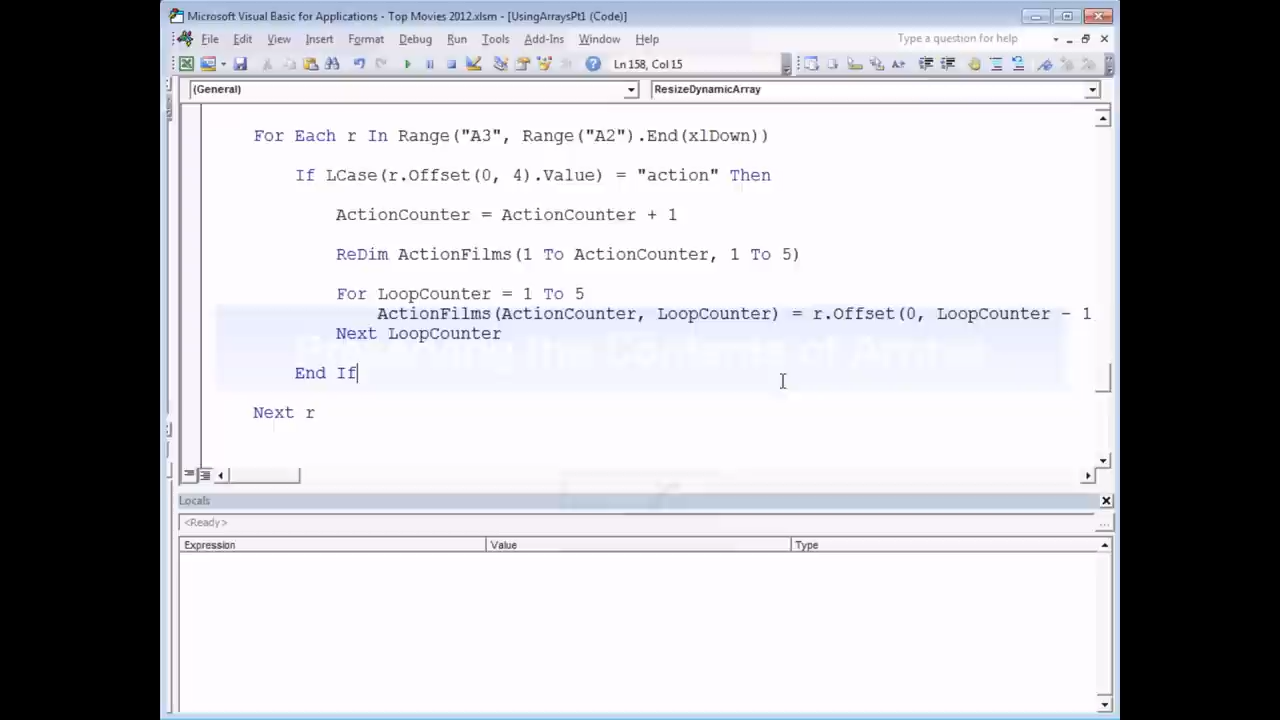 Microsoft Visual Basic for Applications - Top Movies 2012.xlsm - [UsingArraysPt1 (Code)]
File Edit View Insert Format Debug Run Tools Add-Ins Window Help Type a question for help
Ln 158, Col 15
(General) ResizeDynamicArray
For Each r In Range("A3", Range("A2").End(xlDown))
If LCase(r.Offset(0, 4).Value) = "action" Then
ActionCounter = ActionCounter + 1
ReDim ActionFilms(1 To ActionCounter, 1 To 5)
For LoopCounter = 1 To 5
ActionFilms(ActionCounter, LoopCounter) = r.Offset(0, LoopCounter - 1
Next LoopCounter
the Contents of
End If
Next r
Locals
<Ready>
Expression Value Type